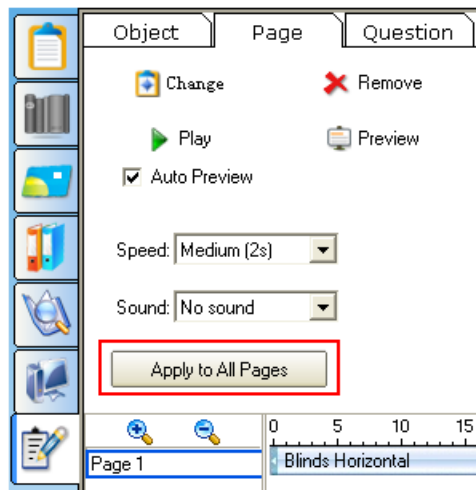 Object Page Question
Change Remove
Play Preview
Auto Preview
Speed: Medium (2s)
Sound: No sound
Apply to All Pages
0 5 10 15
Page 1 Blinds Horizontal